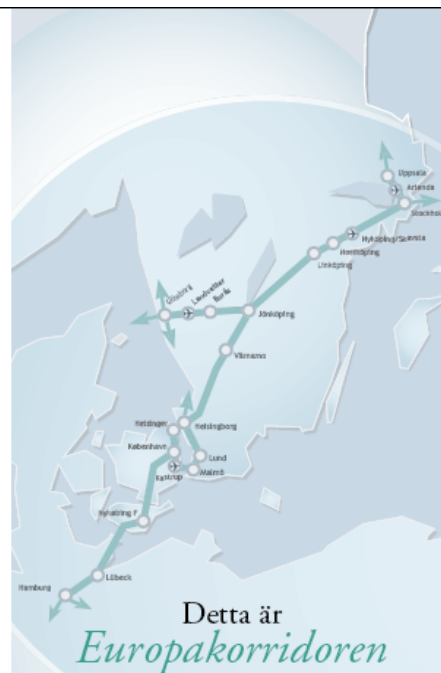 Uppsala
Arlanda
Stockholm
Nyköping/Skavsta
Norrköping
Linköping
Göteborg
Landvetter
Borås
Jönköping
Värnamo
Helsingør
Helsingborg
København
Lund
Kastrup
Malmö
Nykøbing F
Lübeck
Hamburg
Detta är
Europakorridoren